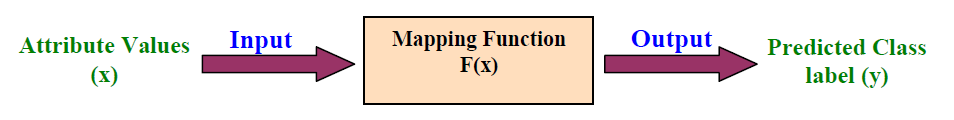 Attribute Values
(x)
Input
Mapping Function
F(x)
Output
Predicted Class
label (y)